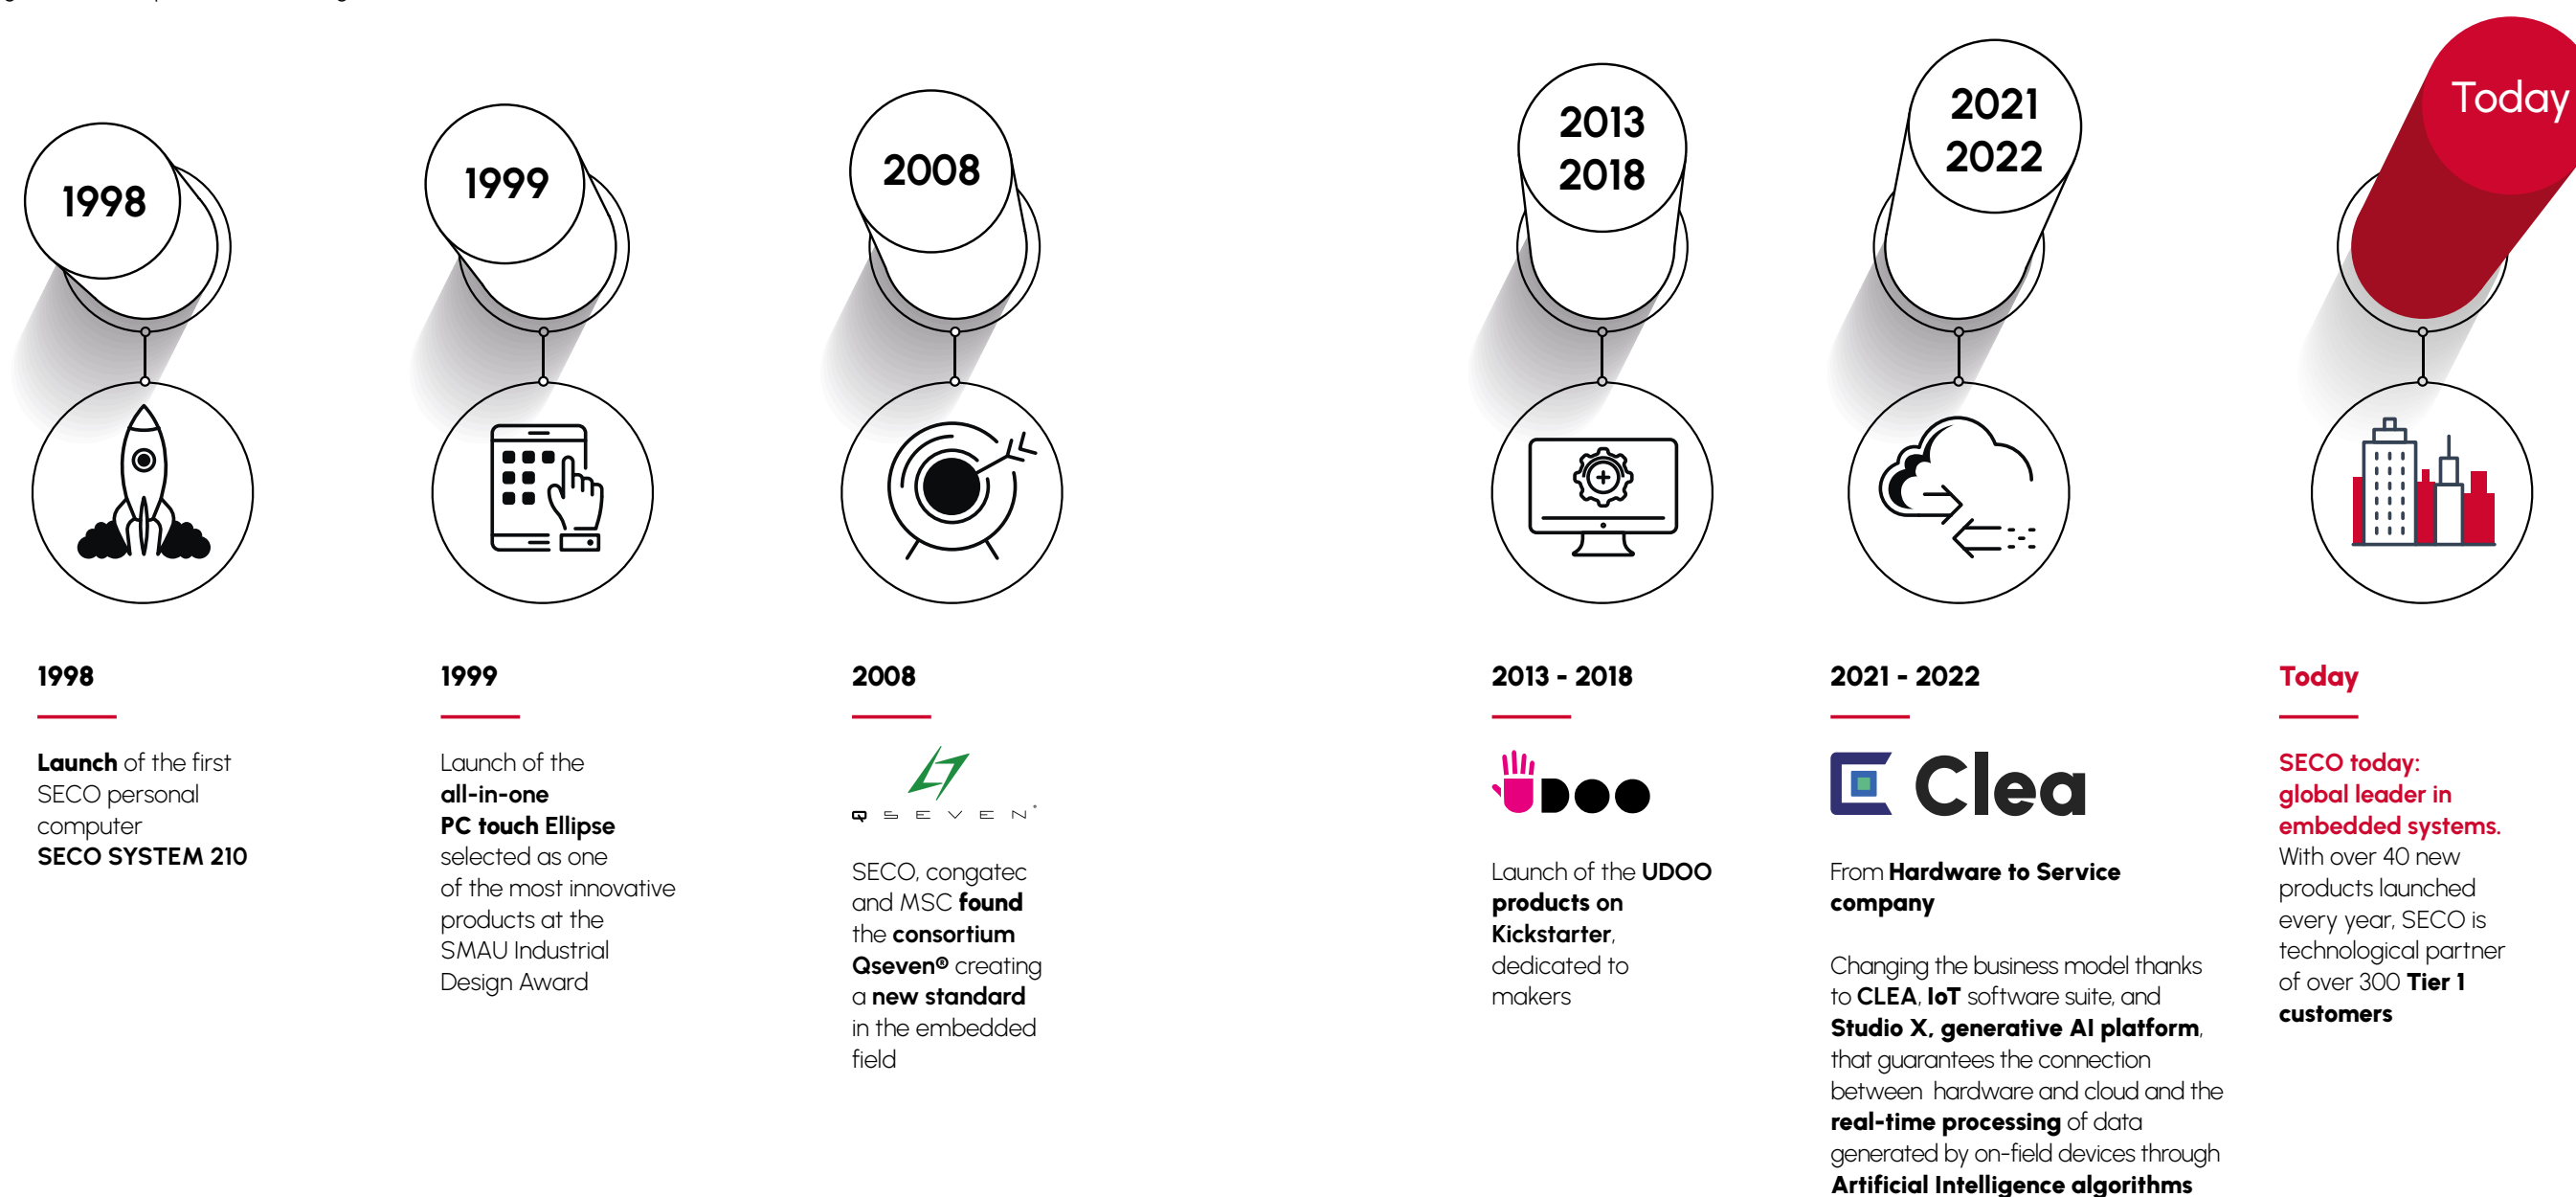 1998
1999
2008
2013
2018
2021
2022
Today
1998
Launch of the first
SECO personal
computer
SECO SYSTEM 210
1999
Launch of the
all-in-one
PC touch Ellipse
selected as one
of the most innovative
products at the
SMAU Industrial
Design Award
2008
QSEVEN®
SECO, congatec
and MSC found
the consortium
Qseven® creating
a new standard
in the embedded
field
2013 - 2018
UDOO
Launch of the UDOO
products on
Kickstarter,
dedicated to
makers
2021 - 2022
Clea
From Hardware to Service
company
Changing the business model thanks
to CLEA, IoT software suite, and
Studio X, generative AI platform,
that guarantees the connection
between hardware and cloud and the
real-time processing of data
generated by on-field devices through
Artificial Intelligence algorithms
Today
SECO today:
global leader in
embedded systems.
With over 40 new
products launched
every year, SECO is
technological partner
of over 300 Tier 1
customers